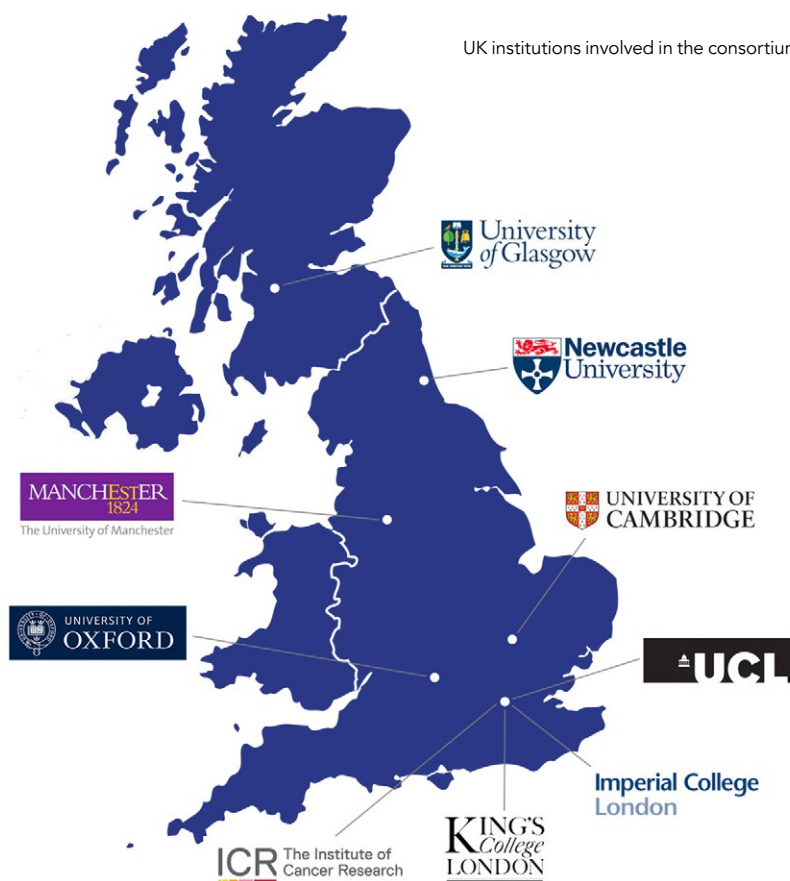 UK institutions involved in the consortium
University
of Glasgow
Newcastle
University
MANCHESTER
1824
The University of Manchester
UNIVERSITY OF
CAMBRIDGE
UNIVERSITY OF
OXFORD
UCL
Imperial College
London
KING'S
College
LONDON
ICR The Institute of
Cancer Research